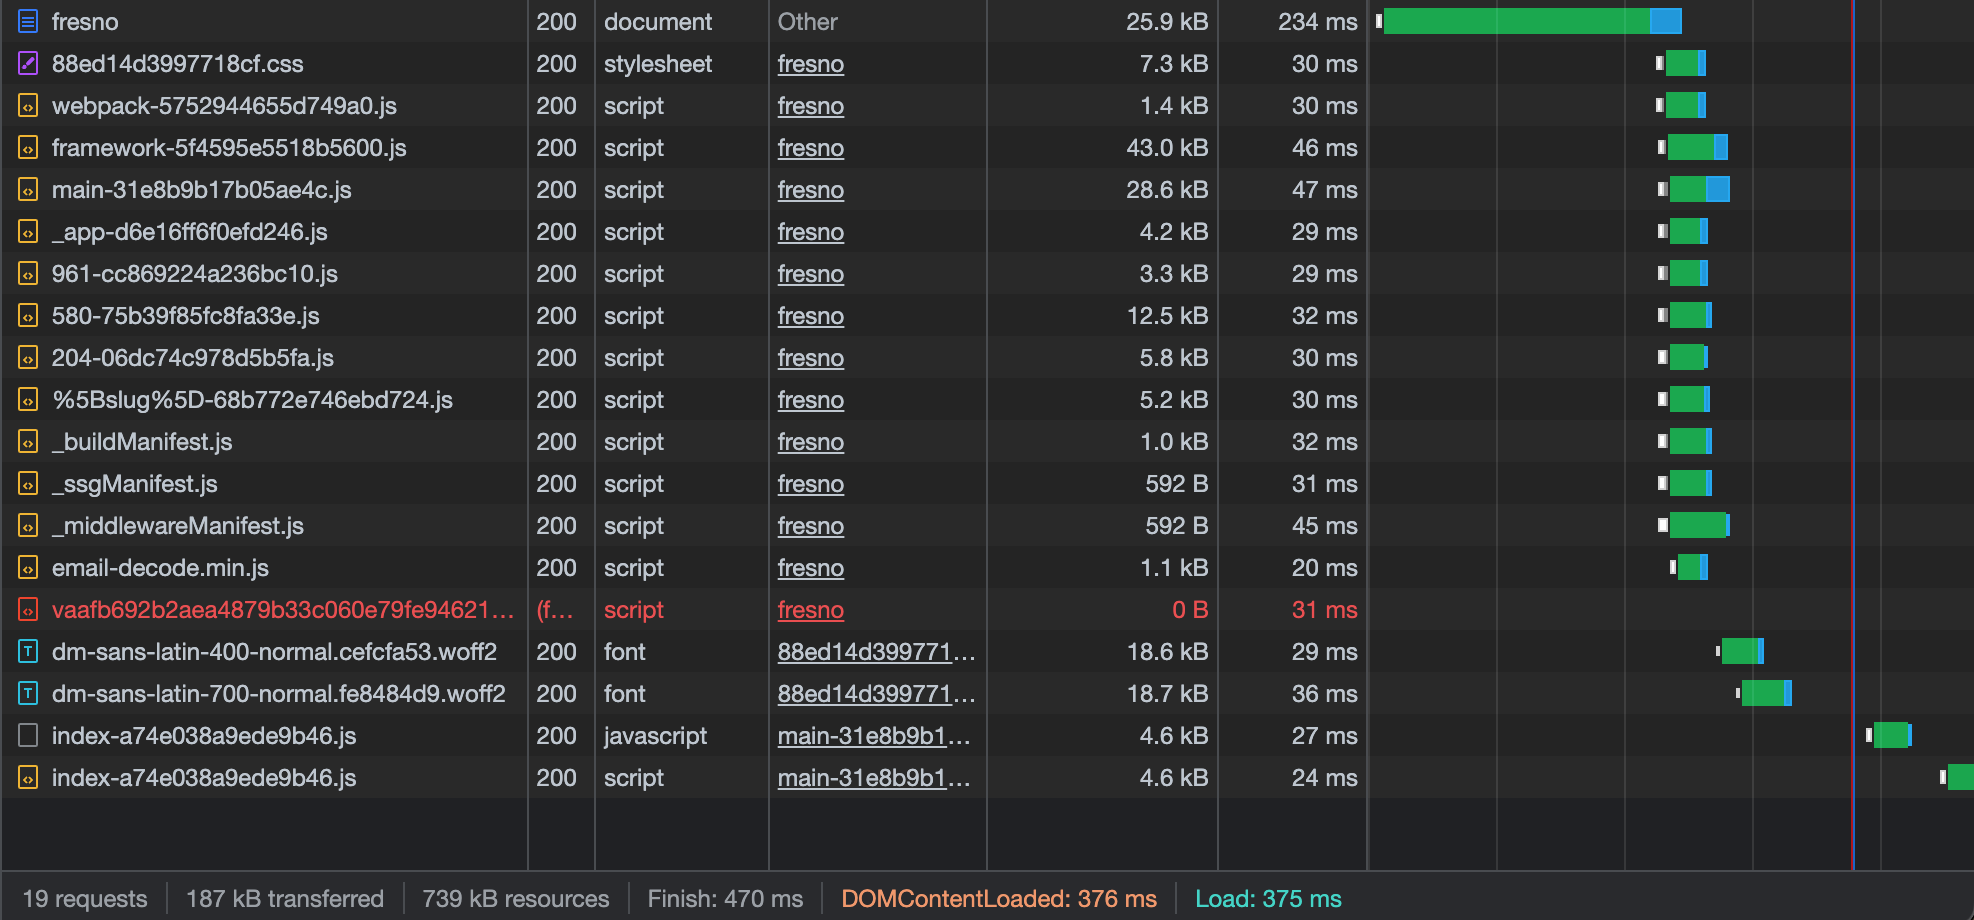 fresno 200 document Other 25.9 kB 234 ms
88ed14d3997718cf.css 200 stylesheet fresno 7.3 kB 30 ms
webpack-5752944655d749a0.js 200 script fresno 1.4 kB 30 ms
framework-5f4595e5518b5600.js 200 script fresno 43.0 kB 46 ms
main-31e8b9b17b05ae4c.js 200 script fresno 28.6 kB 47 ms
_app-d6e16ff6f0efd246.js 200 script fresno 4.2 kB 29 ms
961-cc869224a236bc10.js 200 script fresno 3.3 kB 29 ms
580-75b39f85fc8fa33e.js 200 script fresno 12.5 kB 32 ms
204-06dc74c978d5b5fa.js 200 script fresno 5.8 kB 30 ms
%5Bslug%5D-68b772e746ebd724.js 200 script fresno 5.2 kB 30 ms
_buildManifest.js 200 script fresno 1.0 kB 32 ms
_ssgManifest.js 200 script fresno 592 B 31 ms
_middlewareManifest.js 200 script fresno 592 B 45 ms
email-decode.min.js 200 script fresno 1.1 kB 20 ms
vaafb692b2aea4879b33c060e79fe94621… (f… script fresno 0 B 31 ms
dm-sans-latin-400-normal.cefcfa53.woff2 200 font 88ed14d399771… 18.6 kB 29 ms
dm-sans-latin-700-normal.fe8484d9.woff2 200 font 88ed14d399771… 18.7 kB 36 ms
index-a74e038a9ede9b46.js 200 javascript main-31e8b9b1… 4.6 kB 27 ms
index-a74e038a9ede9b46.js 200 script main-31e8b9b1… 4.6 kB 24 ms
19 requests 187 kB transferred 739 kB resources Finish: 470 ms DOMContentLoaded: 376 ms Load: 375 ms